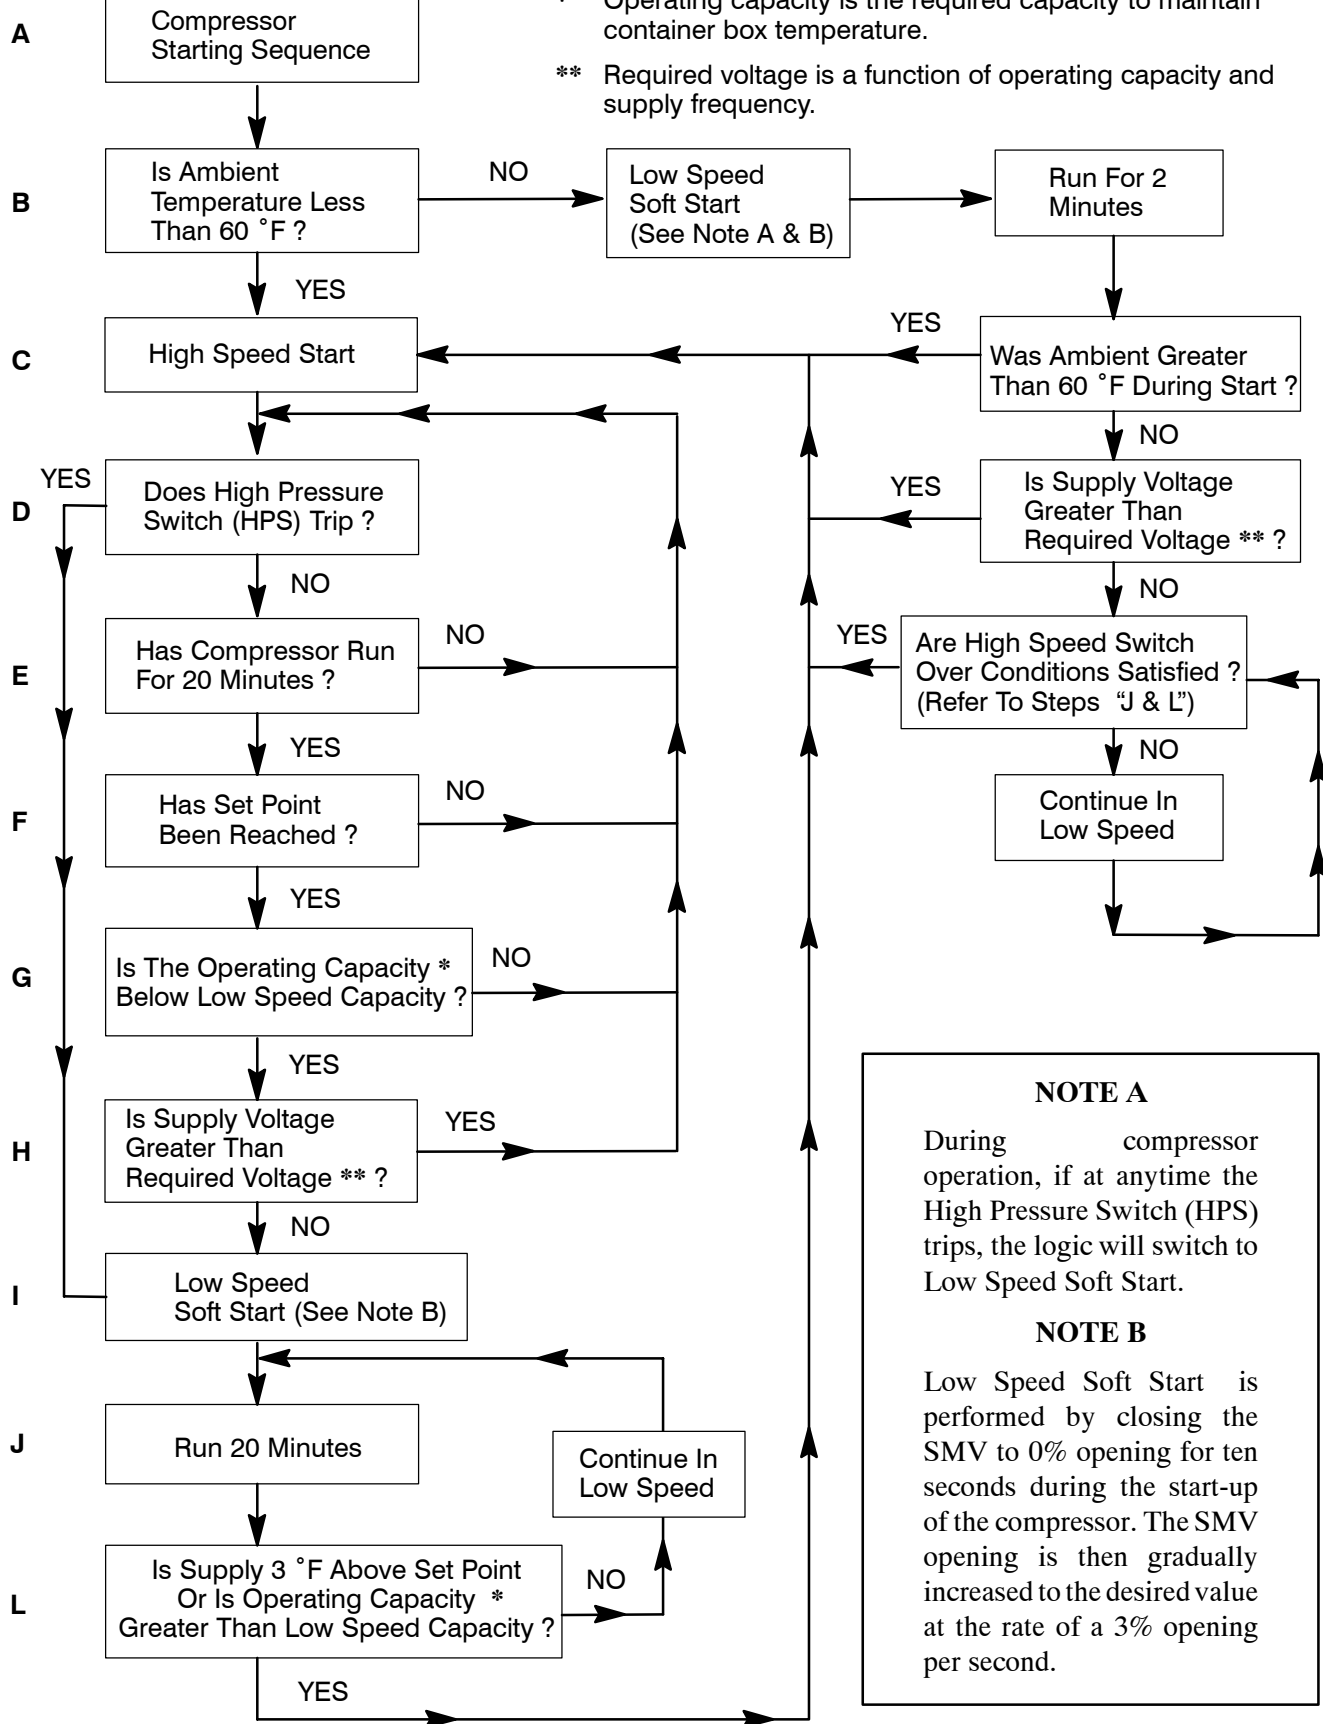 A
Compressor
Starting Sequence
* Operating capacity is the required capacity to maintain
container box temperature.
** Required voltage is a function of operating capacity and
supply frequency.
B
Is Ambient
Temperature Less
Than 60 °F ?
NO
Low Speed
Soft Start
(See Note A & B)
Run For 2
Minutes
YES
C
High Speed Start
YES
Was Ambient Greater
Than 60 °F During Start ?
NO
YES
D
Does High Pressure
Switch (HPS) Trip ?
YES
Is Supply Voltage
Greater Than
Required Voltage ** ?
NO
NO
E
Has Compressor Run
For 20 Minutes ?
NO
YES
Are High Speed Switch
Over Conditions Satisfied ?
(Refer To Steps “J & L”)
YES
NO
F
Has Set Point
Been Reached ?
NO
Continue In
Low Speed
YES
G
Is The Operating Capacity *
Below Low Speed Capacity ?
NO
YES
H
Is Supply Voltage
Greater Than
Required Voltage ** ?
YES
NO
I
Low Speed
Soft Start (See Note B)
J
Run 20 Minutes
Continue In
Low Speed
L
Is Supply 3 °F Above Set Point
Or Is Operating Capacity *
Greater Than Low Speed Capacity ?
NO
YES
NOTE A
During compressor
operation, if at anytime the
High Pressure Switch (HPS)
trips, the logic will switch to
Low Speed Soft Start.
NOTE B
Low Speed Soft Start is
performed by closing the
SMV to 0% opening for ten
seconds during the start-up
of the compressor. The SMV
opening is then gradually
increased to the desired value
at the rate of a 3% opening
per second.